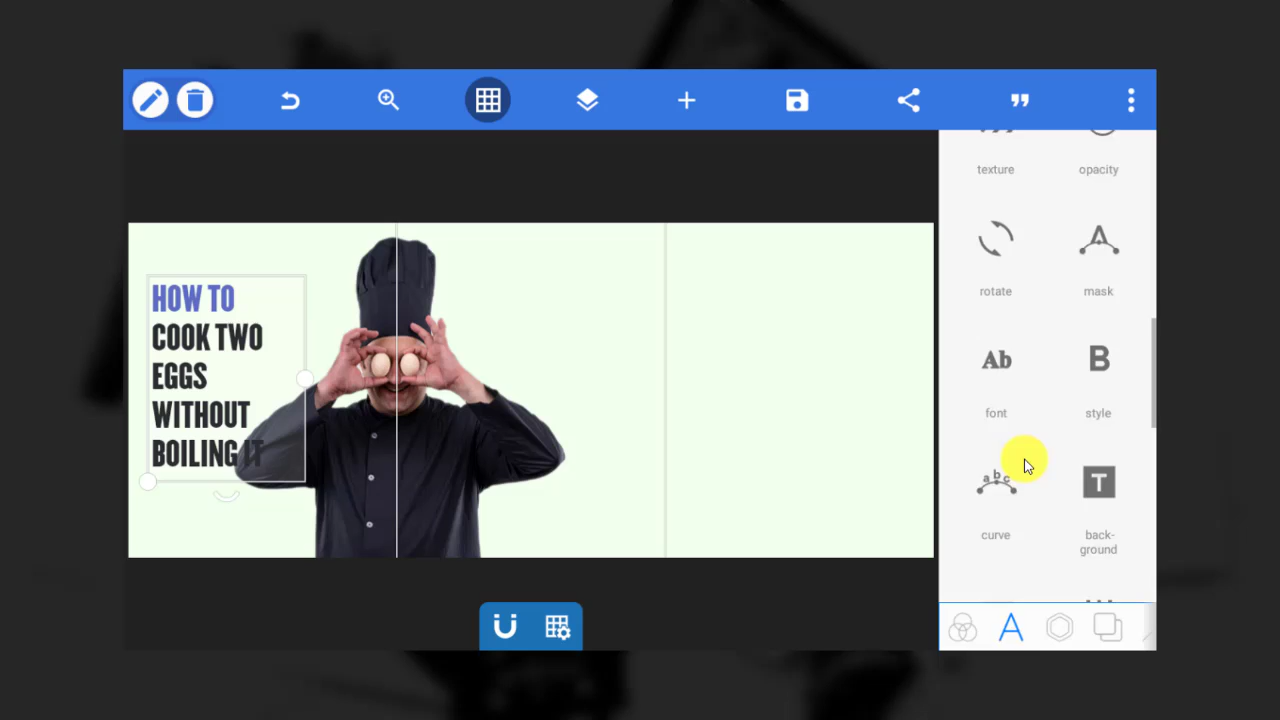 texture
opacity
rotate
mask
Ab
B
font
style
abc
T
curve
back-
ground
HOW TO
COOK TWO
EGGS
WITHOUT
BOILING IT